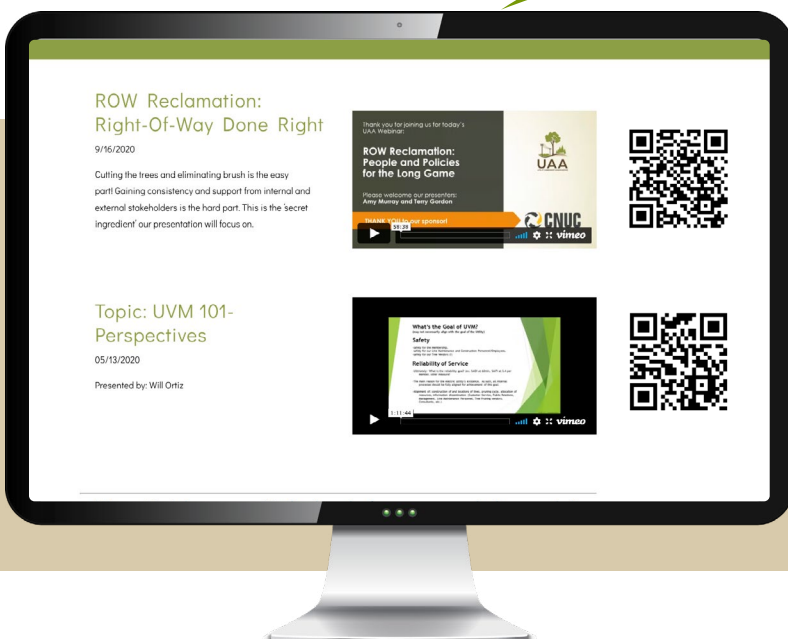 ROW Reclamation:
Right-Of-Way Done Right
9/16/2020
Cutting the trees and eliminating brush is the easy
part! Gaining consistency and support from internal and
external stakeholders is the hard part. This is the 'secret
ingredient' our presentation will focus on.
Thank you for joining us for today's
UAA Webinar:
ROW Reclamation:
People and Policies
for the Long Game
Please welcome our presenters:
Amy Murray and Terry Gordon
THANK YOU to our sponsor!
UAA
CNUC
58:38
vimeo
Topic: UVM 101-
Perspectives
05/13/2020
Presented by: Will Ortiz
What's the Goal of UVM?
Safety
Reliability of Service
1:11:44
vimeo